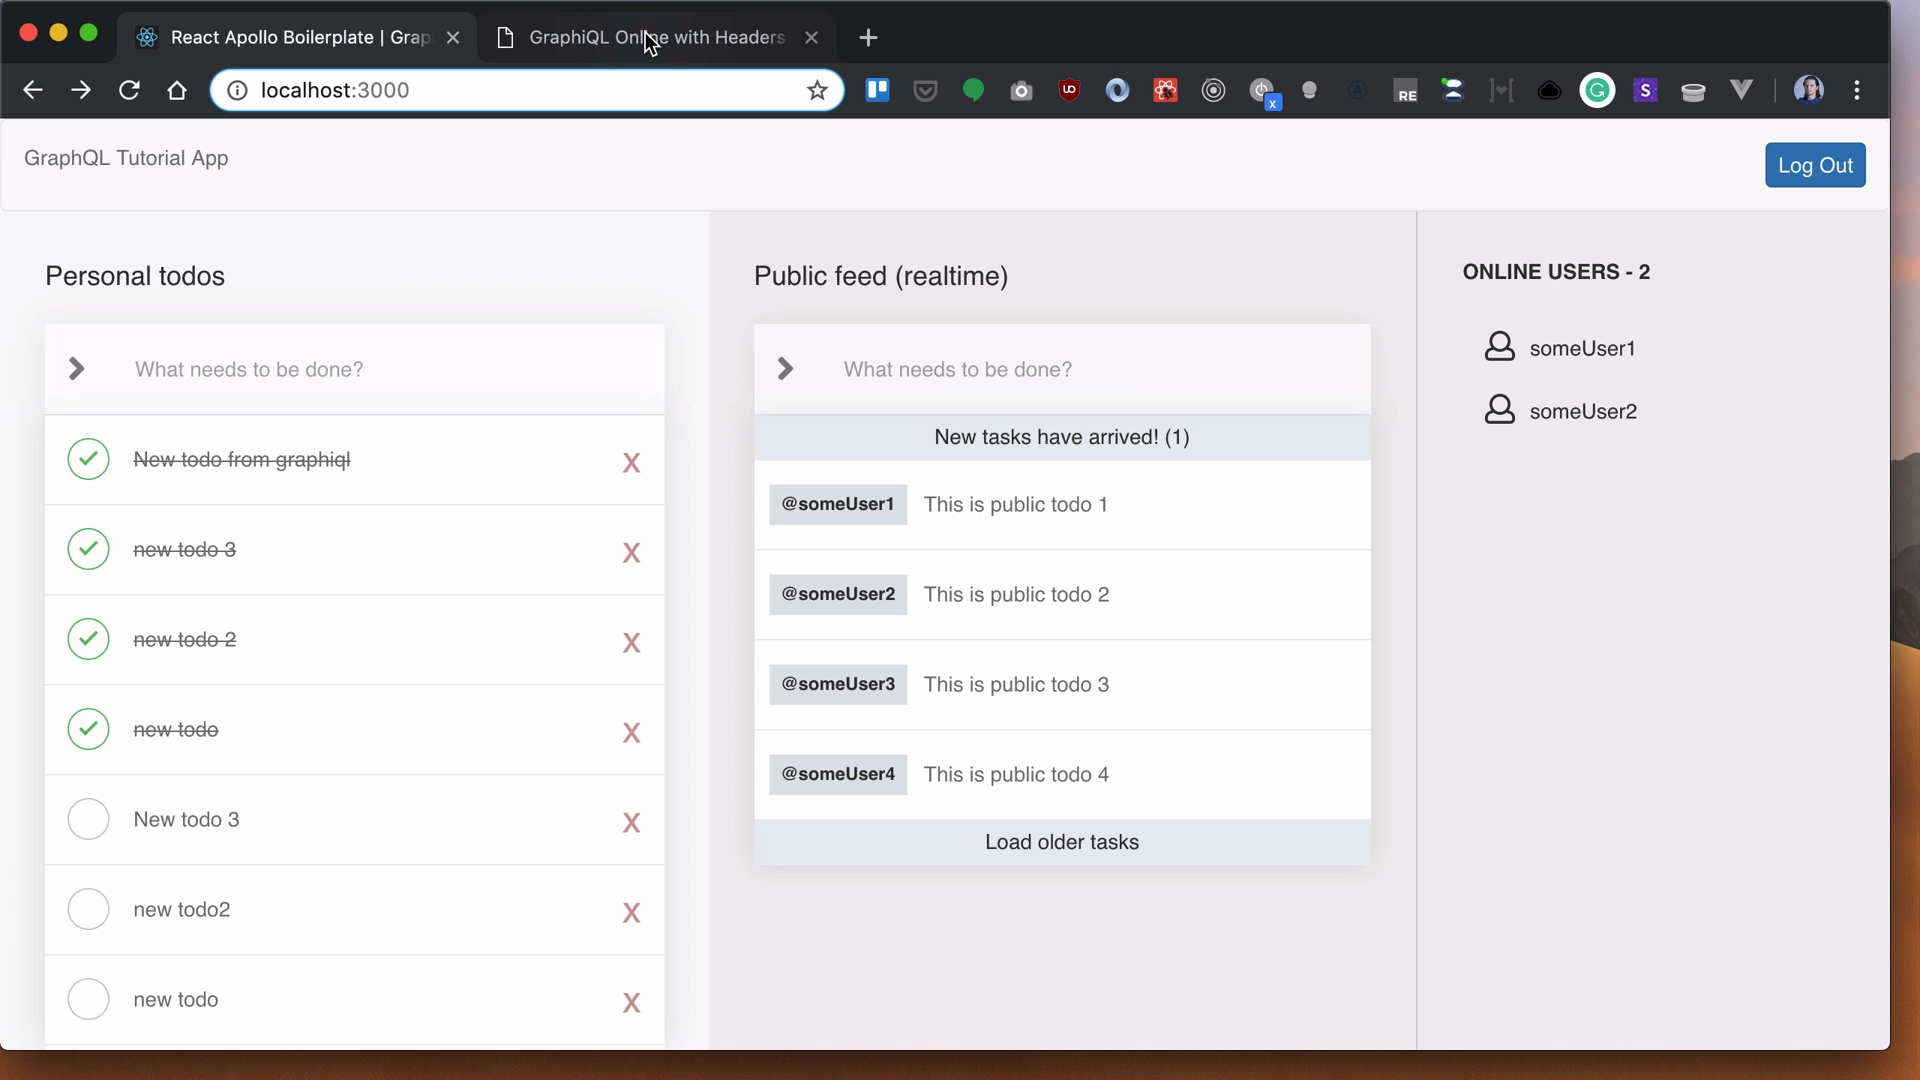 React Apollo Boilerplate | Grap
GraphiQL Online with Headers
localhost:3000
GraphQL Tutorial App
Log Out
Personal todos
What needs to be done?
New todo from graphiql
X
new todo 3
X
new todo 2
X
new todo
X
New todo 3
X
new todo2
X
new todo
X
Public feed (realtime)
What needs to be done?
New tasks have arrived! (1)
@someUser1 This is public todo 1
@someUser2 This is public todo 2
@someUser3 This is public todo 3
@someUser4 This is public todo 4
Load older tasks
ONLINE USERS - 2
someUser1
someUser2